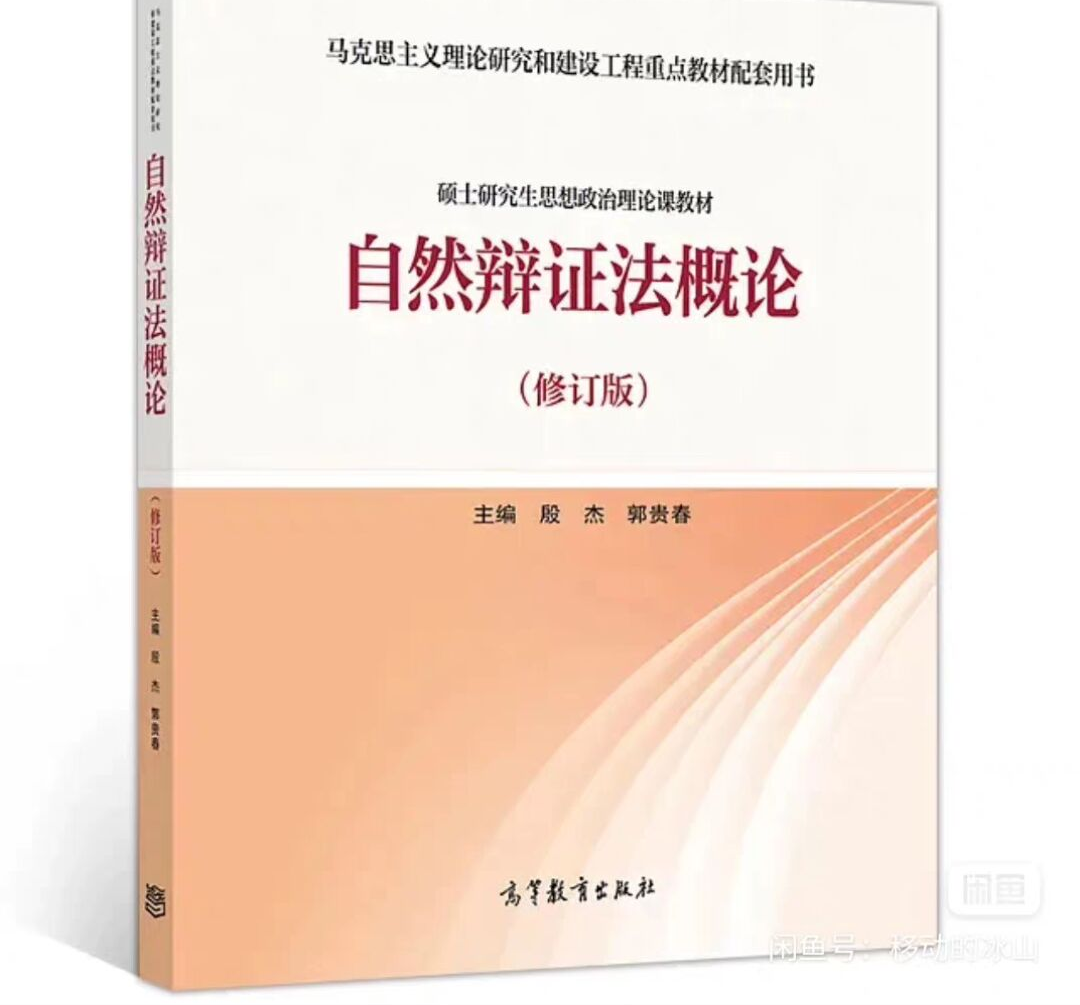 马克思主义理论研究和建设工程重点教材配套用书
硕士研究生思想政治理论课教材
自然辩证法概论
（修订版）
主编 殷 杰 郭贵春
高等教育出版社
自然辩证法概论
（修订版）
主编 殷 杰 郭贵春
闲鱼
闲鱼号：移动的冰山